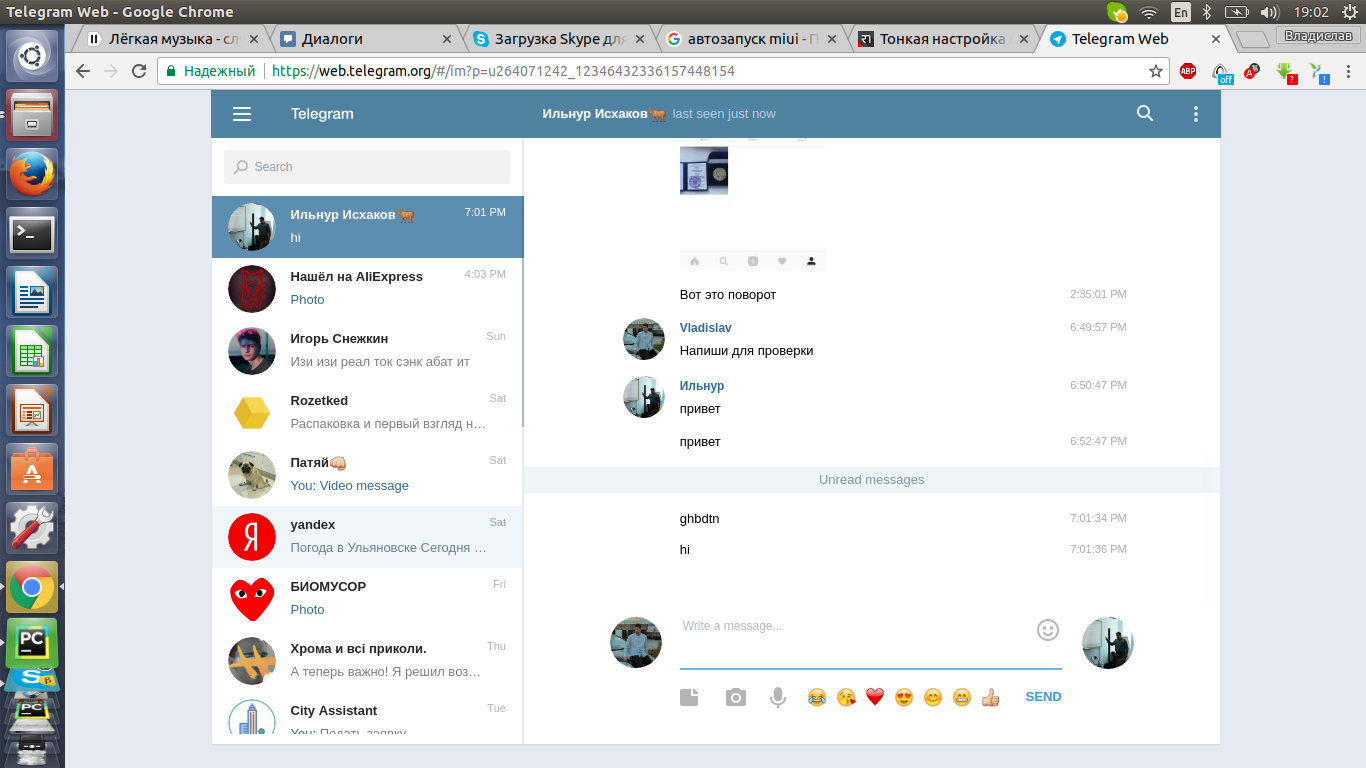 Telegram Web - Google Chrome
En
19:02
Лёгкая музыка - сл
Диалоги
Загрузка Skype для
автозапуск miui - П
Тонкая настройка
Telegram Web
Владислав
Надежный
https://web.telegram.org/#/im?p=u264071242_12346432336157448154
ABP
off
Telegram
Ильнур Исхаков🐂 last seen just now
Search
Ильнур Исхаков🐂
7:01 PM
hi
Нашёл на AliExpress
4:03 PM
Photo
Игорь Снежкин
Sun
Изи изи реал ток сэнк абат ит
Rozetked
Sat
Распаковка и первый взгляд н…
Патяй👊🏻
Sat
You: Video message
yandex
Sat
Погода в Ульяновске Сегодня …
БИОМУСОР
Fri
Photo
Хрома и всі приколи.
Thu
А теперь важно! Я решил воз…
City Assistant
Tue
You: Подать заявку
Вот это поворот
2:35:01 PM
Vladislav
6:49:57 PM
Напиши для проверки
Ильнур
6:50:47 PM
привет
привет
6:52:47 PM
Unread messages
ghbdtn
7:01:34 PM
hi
7:01:36 PM
Write a message...
😂 😘 ❤ 😍 😊 😁 👍🏻
SEND
PC
PC